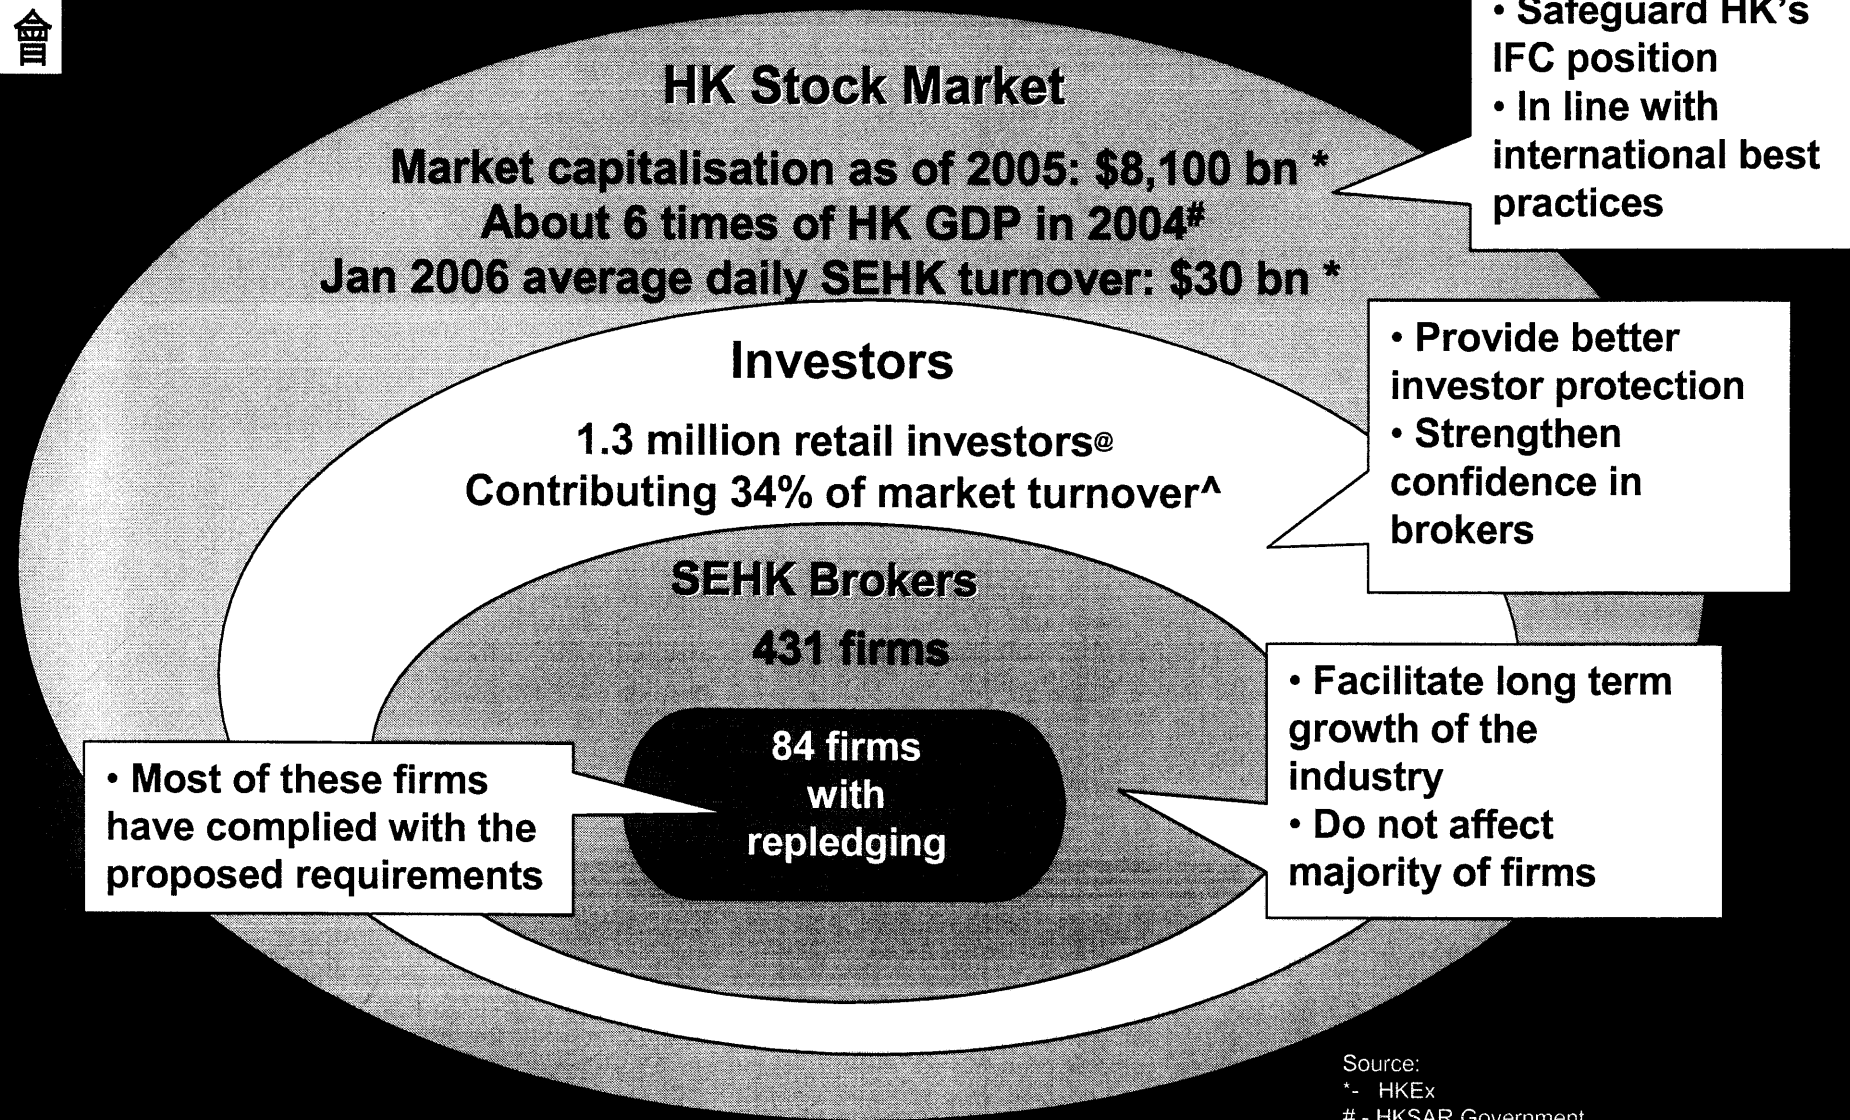 會
• Safeguard HK's
IFC position
• In line with
international best
practices
HK Stock Market
Market capitalisation as of 2005: $8,100 bn *
About 6 times of HK GDP in 2004#
Jan 2006 average daily SEHK turnover: $30 bn *
Investors
1.3 million retail investors@
Contributing 34% of market turnover^
• Provide better
investor protection
• Strengthen
confidence in
brokers
SEHK Brokers
431 firms
84 firms
with
repledging
• Facilitate long term
growth of the
industry
• Do not affect
majority of firms
• Most of these firms
have complied with the
proposed requirements
Source:
*- HKEx
# - HKSAR Government